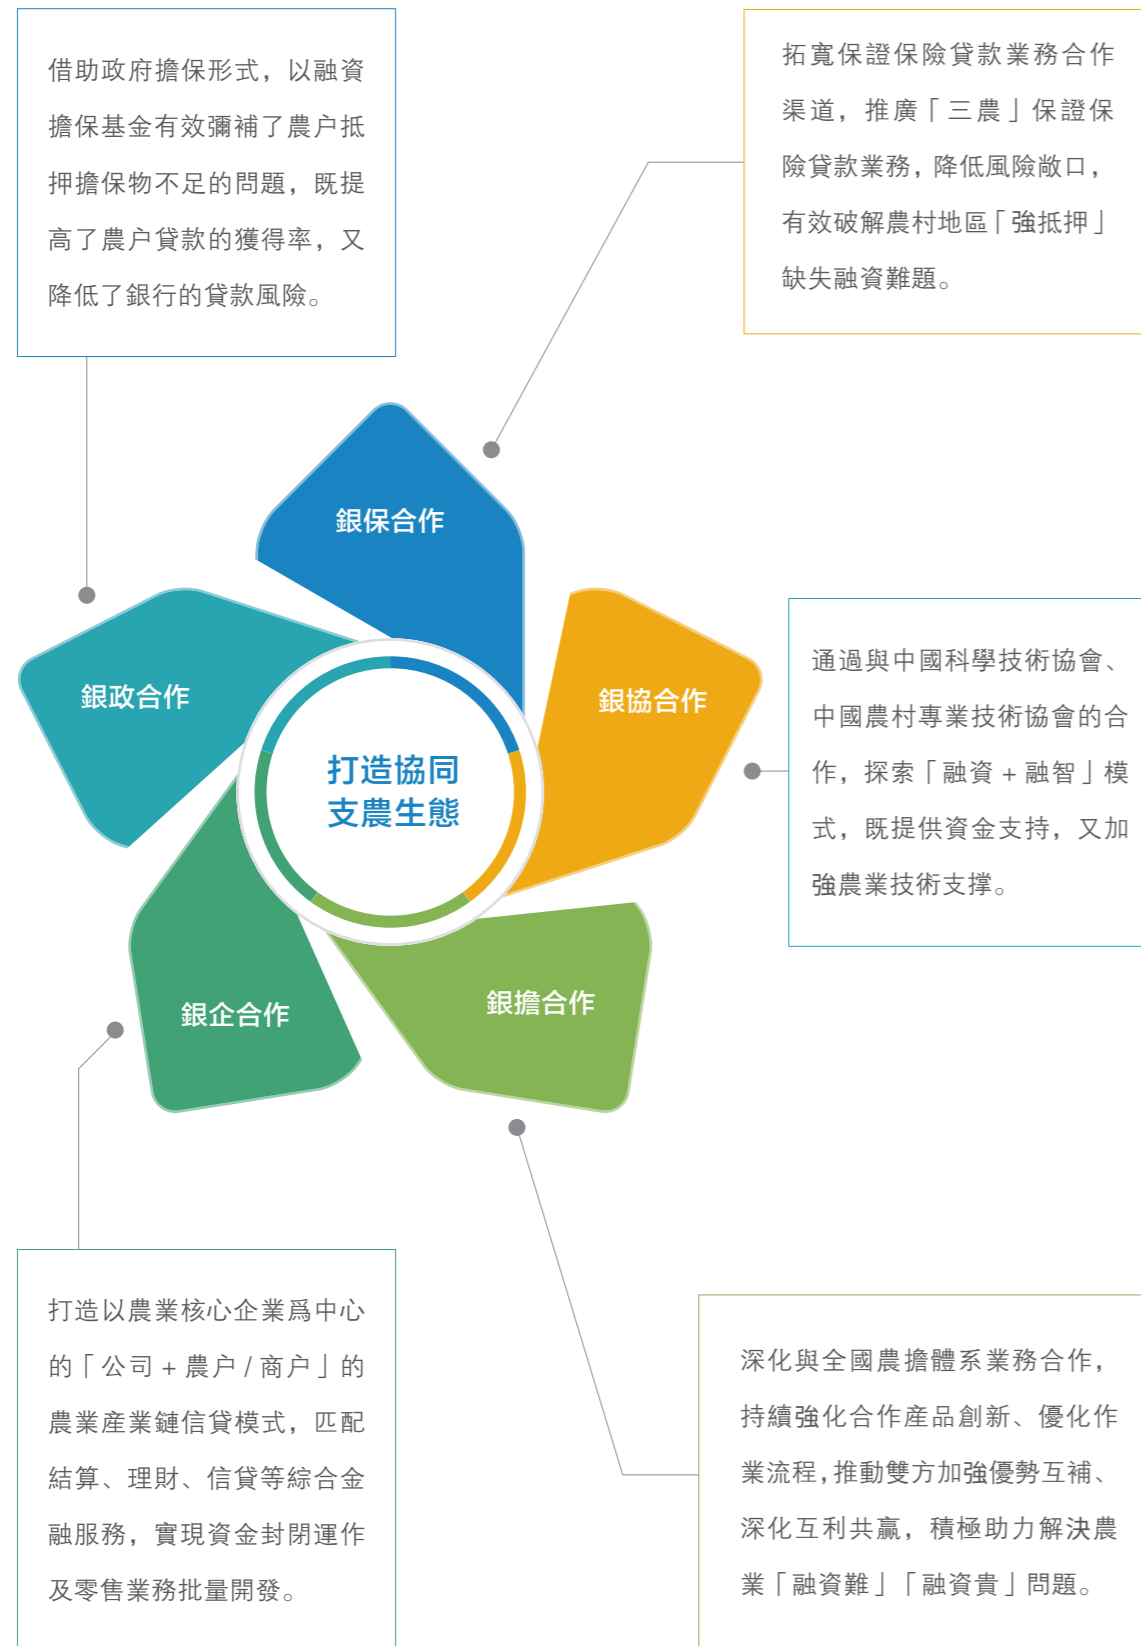 借助政府擔保形式，以融資
擔保基金有效彌補了農户抵
押擔保物不足的問題，既提
高了農户貸款的獲得率，又
降低了銀行的貸款風險。
拓寬保證保險貸款業務合作
渠道，推廣「三農」保證保
險貸款業務，降低風險敞口，
有效破解農村地區「強抵押」
缺失融資難題。
銀保合作
銀政合作
銀協合作
打造協同
支農生態
通過與中國科學技術協會、
中國農村專業技術協會的合
作，探索「融資 + 融智」模
式，既提供資金支持，又加
強農業技術支撐。
銀企合作
銀擔合作
打造以農業核心企業爲中心
的「公司 + 農户 / 商户」的
農業産業鏈信貸模式，匹配
結算、理財、信貸等綜合金
融服務，實現資金封閉運作
及零售業務批量開發。
深化與全國農擔體系業務合作，
持續強化合作産品創新、優化作
業流程，推動雙方加強優勢互補、
深化互利共贏，積極助力解決農
業「融資難」「融資貴」問題。